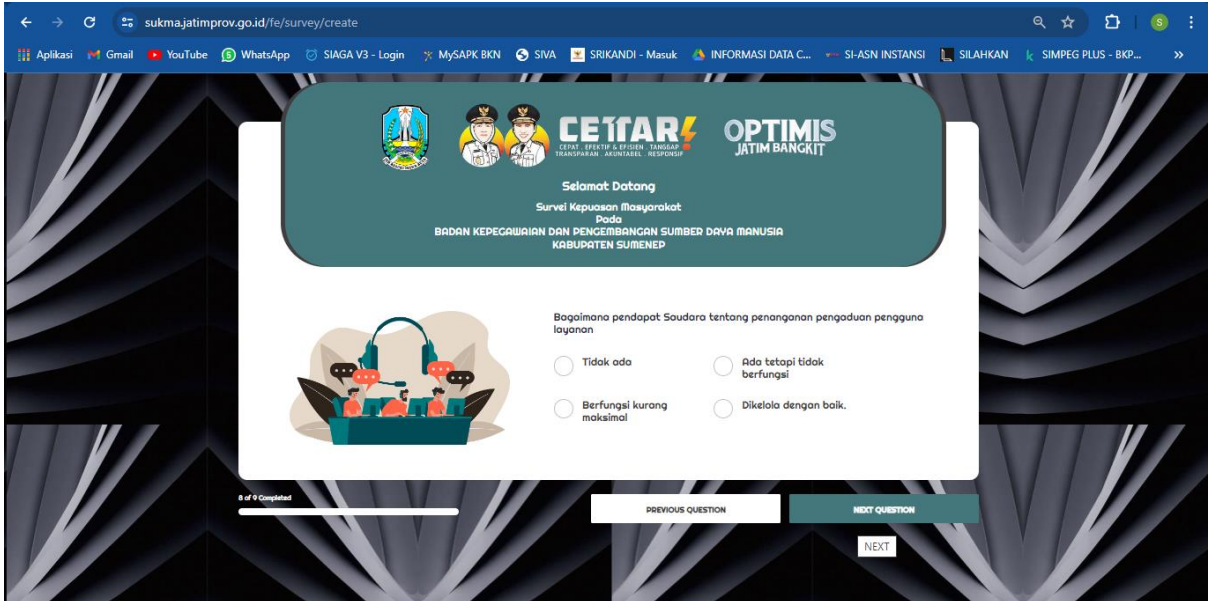 sukma.jatimprov.go.id/fe/survey/create
S
Aplikasi Gmail YouTube WhatsApp SIAGA V3 - Login MySAPK BKN SIVA SRIKANDI - Masuk INFORMASI DATA C... SI-ASN INSTANSI SILAHKAN SIMPEG PLUS - BKP... »
CETTAR!
CEPAT . EFEKTIF & EFISIEN . TANGGAP
TRANSPARAN . AKUNTABEL . RESPONSIF
OPTIMIS
JATIM BANGKIT
Selamat Datang
Survei Kepuasan Masyarakat
Pada
BADAN KEPEGAWAIAN DAN PENGEMBANGAN SUMBER DAYA MANUSIA
KABUPATEN SUMENEP
Bagaimana pendapat Saudara tentang penanganan pengaduan pengguna
layanan
Tidak ada
Ada tetapi tidak
berfungsi
Berfungsi kurang
maksimal
Dikelola dengan baik.
8 of 9 Completed
PREVIOUS QUESTION
NEXT QUESTION
NEXT